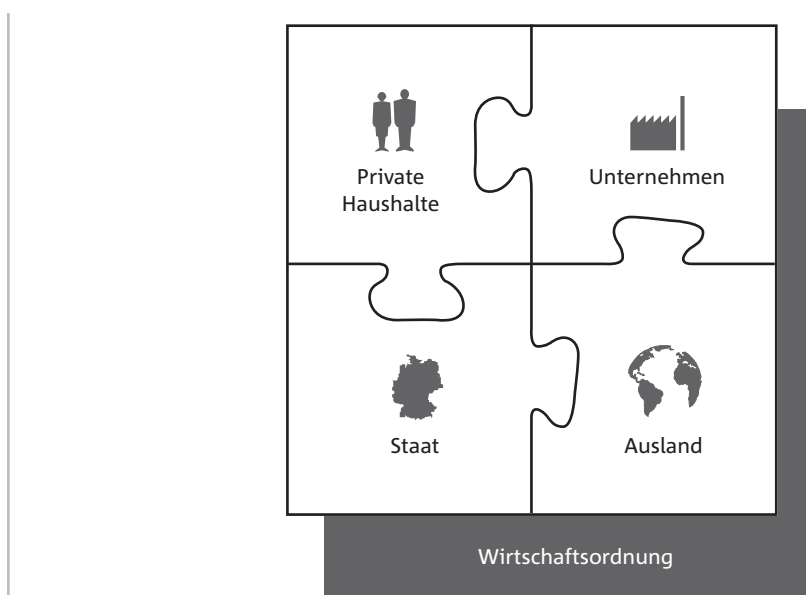 Private
Haushalte
Unternehmen
Staat
Ausland
Wirtschaftsordnung